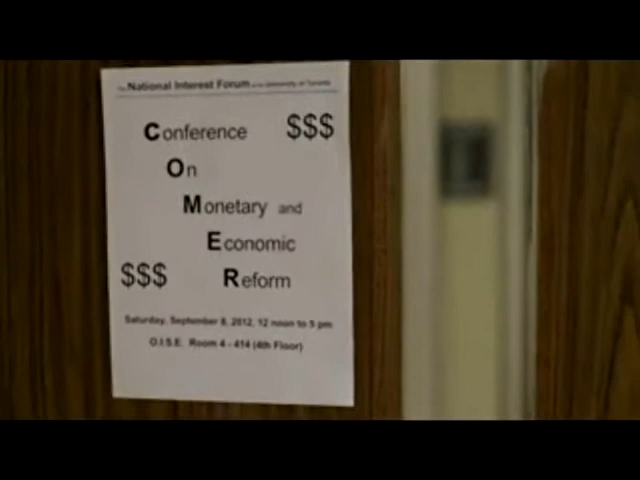 The National Interest Forum at the University of Toronto
Conference $$$
On
Monetary and
Economic
$$$ Reform
Saturday, September 8, 2012, 12 noon to 5 pm
O.I.S.E. Room 4 - 414 (4th Floor)